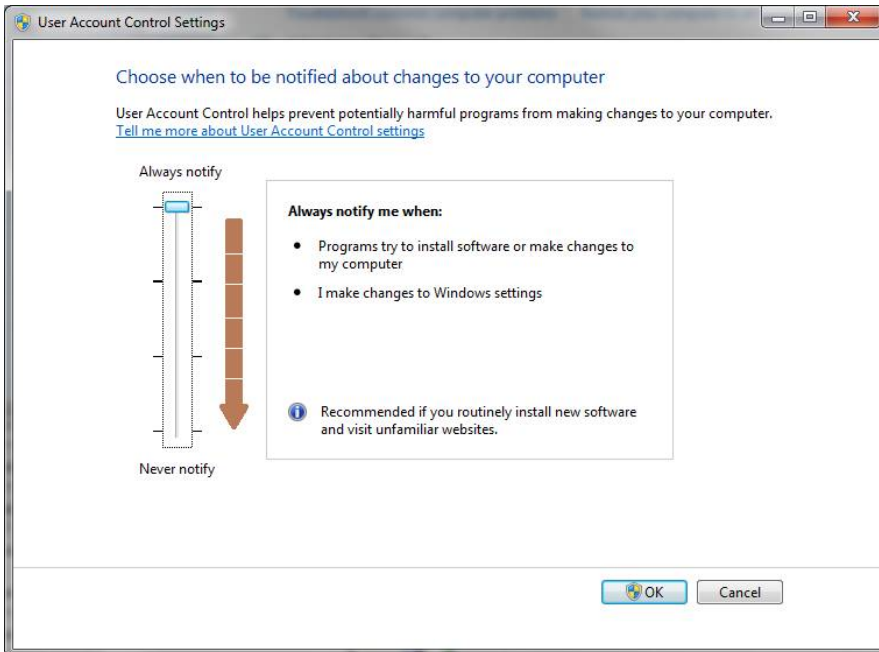 User Account Control Settings
Choose when to be notified about changes to your computer
User Account Control helps prevent potentially harmful programs from making changes to your computer.
Tell me more about User Account Control settings
Always notify
Always notify me when:
• Programs try to install software or make changes to
my computer
• I make changes to Windows settings
Recommended if you routinely install new software
and visit unfamiliar websites.
Never notify
OK
Cancel